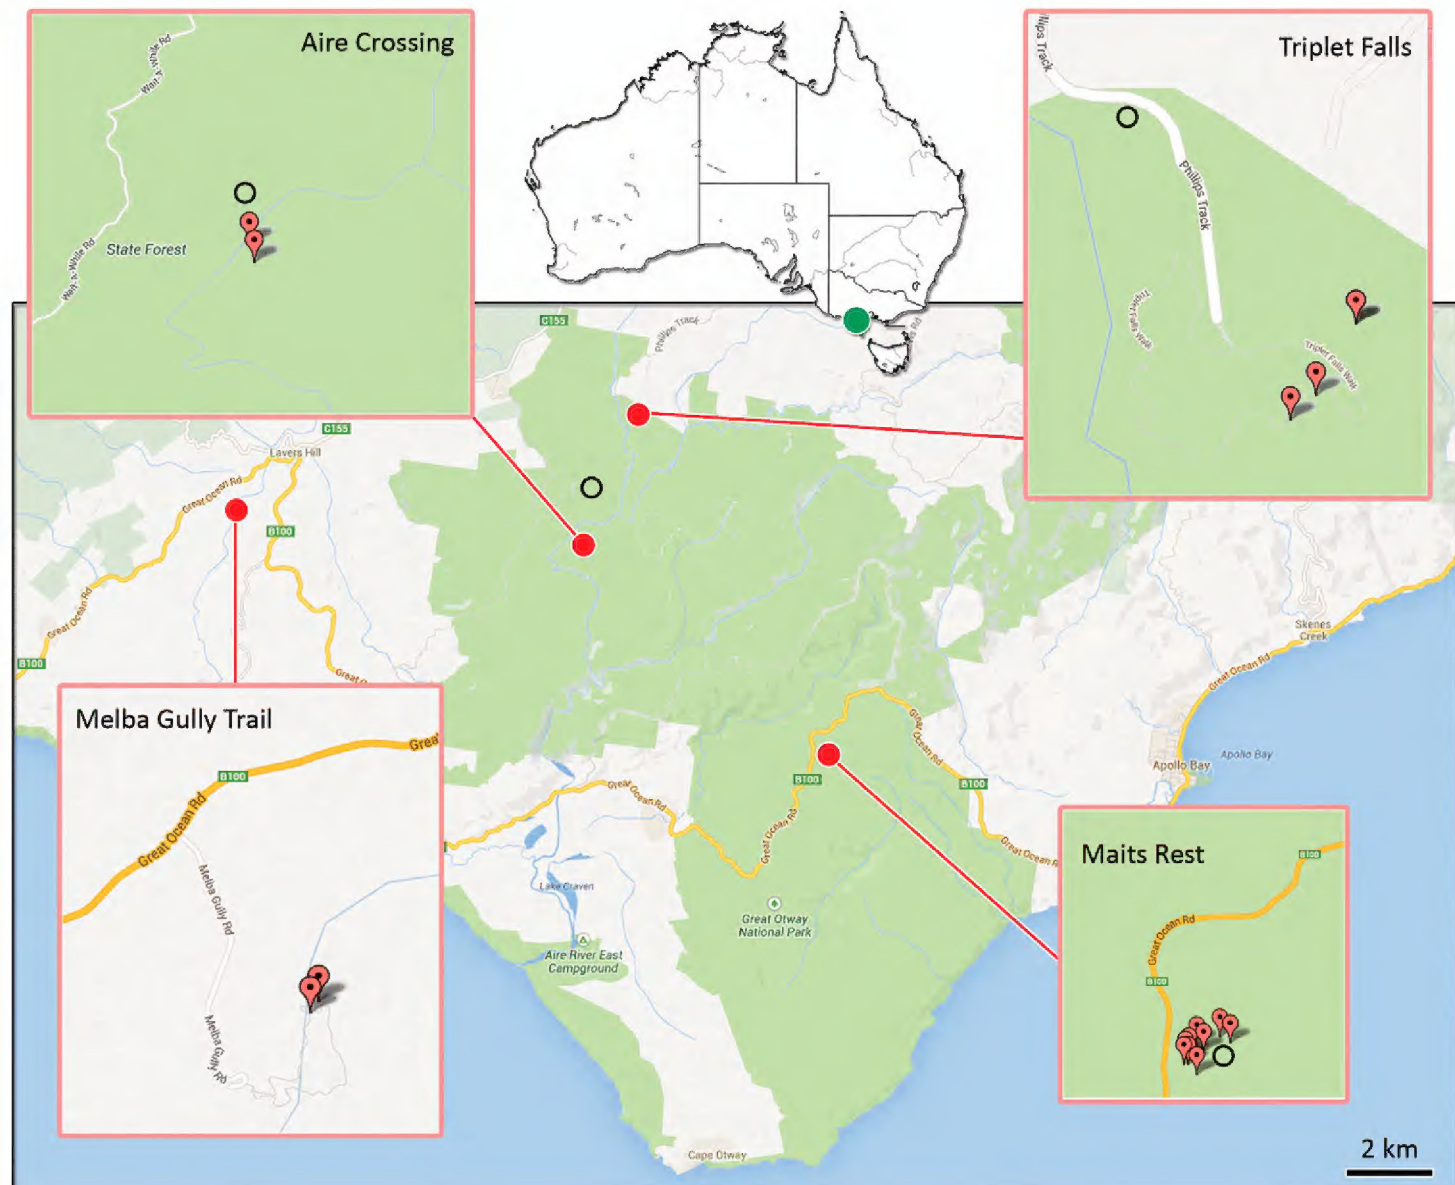 Aire Crossing
Wait-A-While Rd
Wait-A-While Rd
State Forest
Triplet Falls
Phillips Track
Triplet Falls Walk
Triplet Falls Walk
C155
Phillips Track
C155
Lavers Hill
Great Ocean Rd
B100
Great Ocean Rd
B100
Skenes
Creek
Great Ocean Rd
Apollo Bay
Apollo Bay
Great Ocean Rd
B100
B100
Great Ocean Rd
Great Ocean Rd
Great Ocean
Lake Craven
Great Otway
National Park
Aire River East
Campground
Cape Otway
Melba Gully Trail
B100
Great Ocean Rd
Melba Gully Rd
Melba Gully Rd
Maits Rest
B100
Great Ocean Rd
B100
2 km